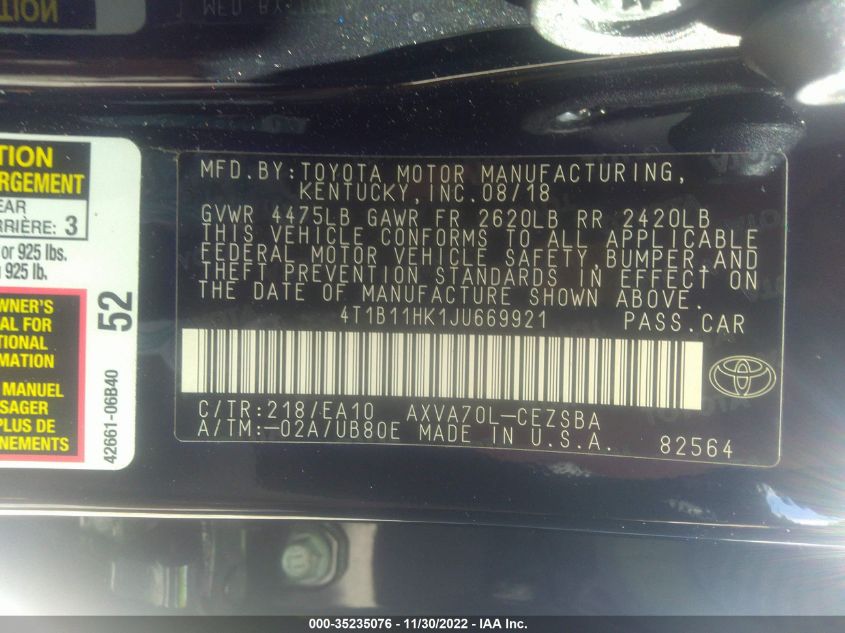 TION
MFD.BY:TOYOTA MOTOR MANUFACTURING,
KENTUCKY,INC.08/18
GVWR 4475LB GAWR FR 2620LB RR 2420LB
THIS VEHICLE CONFORMS TO ALL APPLICABLE
FEDERAL MOTOR VEHICLE SAFETY,BUMPER,AND
THEFT PREVENTION STANDARDS IN EFFECT ON
THE DATE OF MANUFACTURE SHOWN ABOVE.
4T1B11HK1JU669921 PASS.CAR
C/TR:218/EA10 AXVA70L-CEZSBA
A/TM:-02A/UB80E MADE IN U.S.A. 82564
TION
RGEMENT
EAR
RRIÈRE: 3
or 925 lbs.
925 lb.
WNER'S
AL FOR
TIONAL
MATION
MANUEL
SSAGER
PLUS DE
NEMENTS
52
42661-06B40
000-35235076 - 11/30/2022 - IAA Inc.